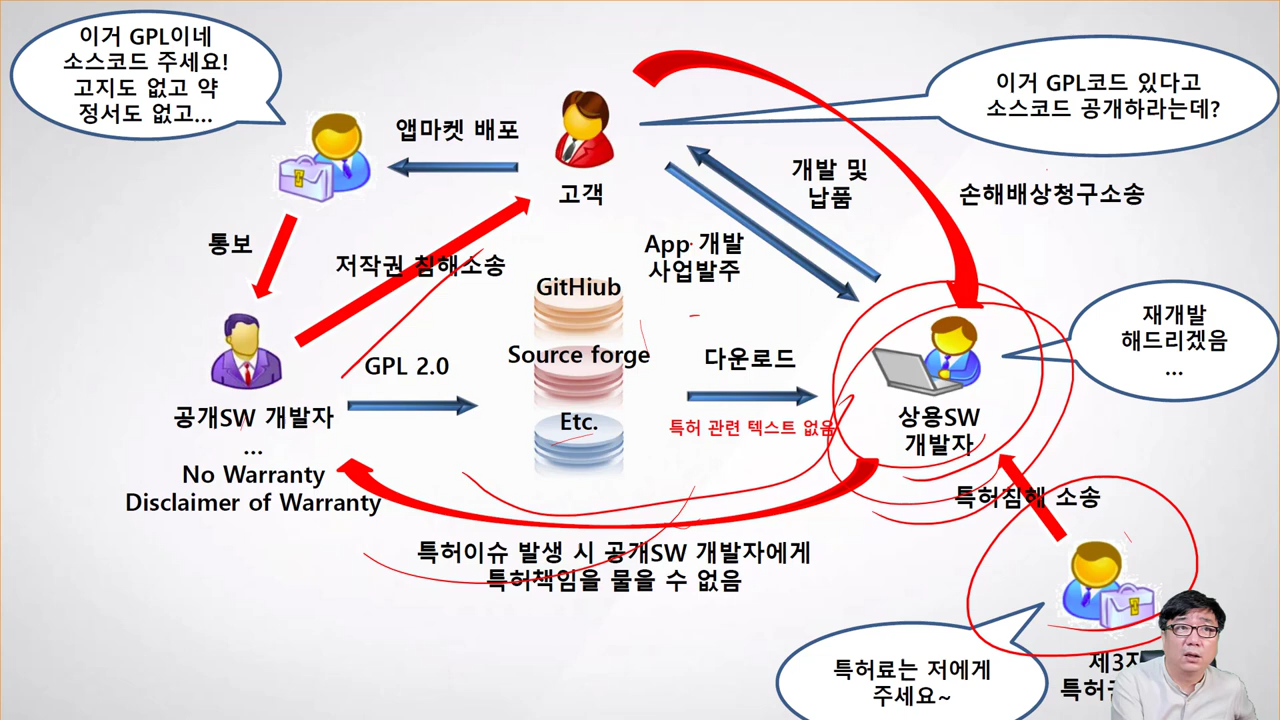 이거 GPL이네
소스코드 주세요!
고지도 없고 약
정서도 없고...
앱마켓 배포
고객
이거 GPL코드 있다고
소스코드 공개하라는데?
개발 및
납품
손해배상청구소송
통보
저작권 침해소송
App 개발
사업발주
GitHiub
Source forge
Etc.
GPL 2.0
다운로드
특허 관련 텍스트 없음
재개발
해드리겠음
...
공개SW 개발자
...
No Warranty
Disclaimer of Warranty
상용SW
개발자
특허침해 소송
특허이슈 발생 시 공개SW 개발자에게
특허책임을 물을 수 없음
특허료는 저에게
주세요~